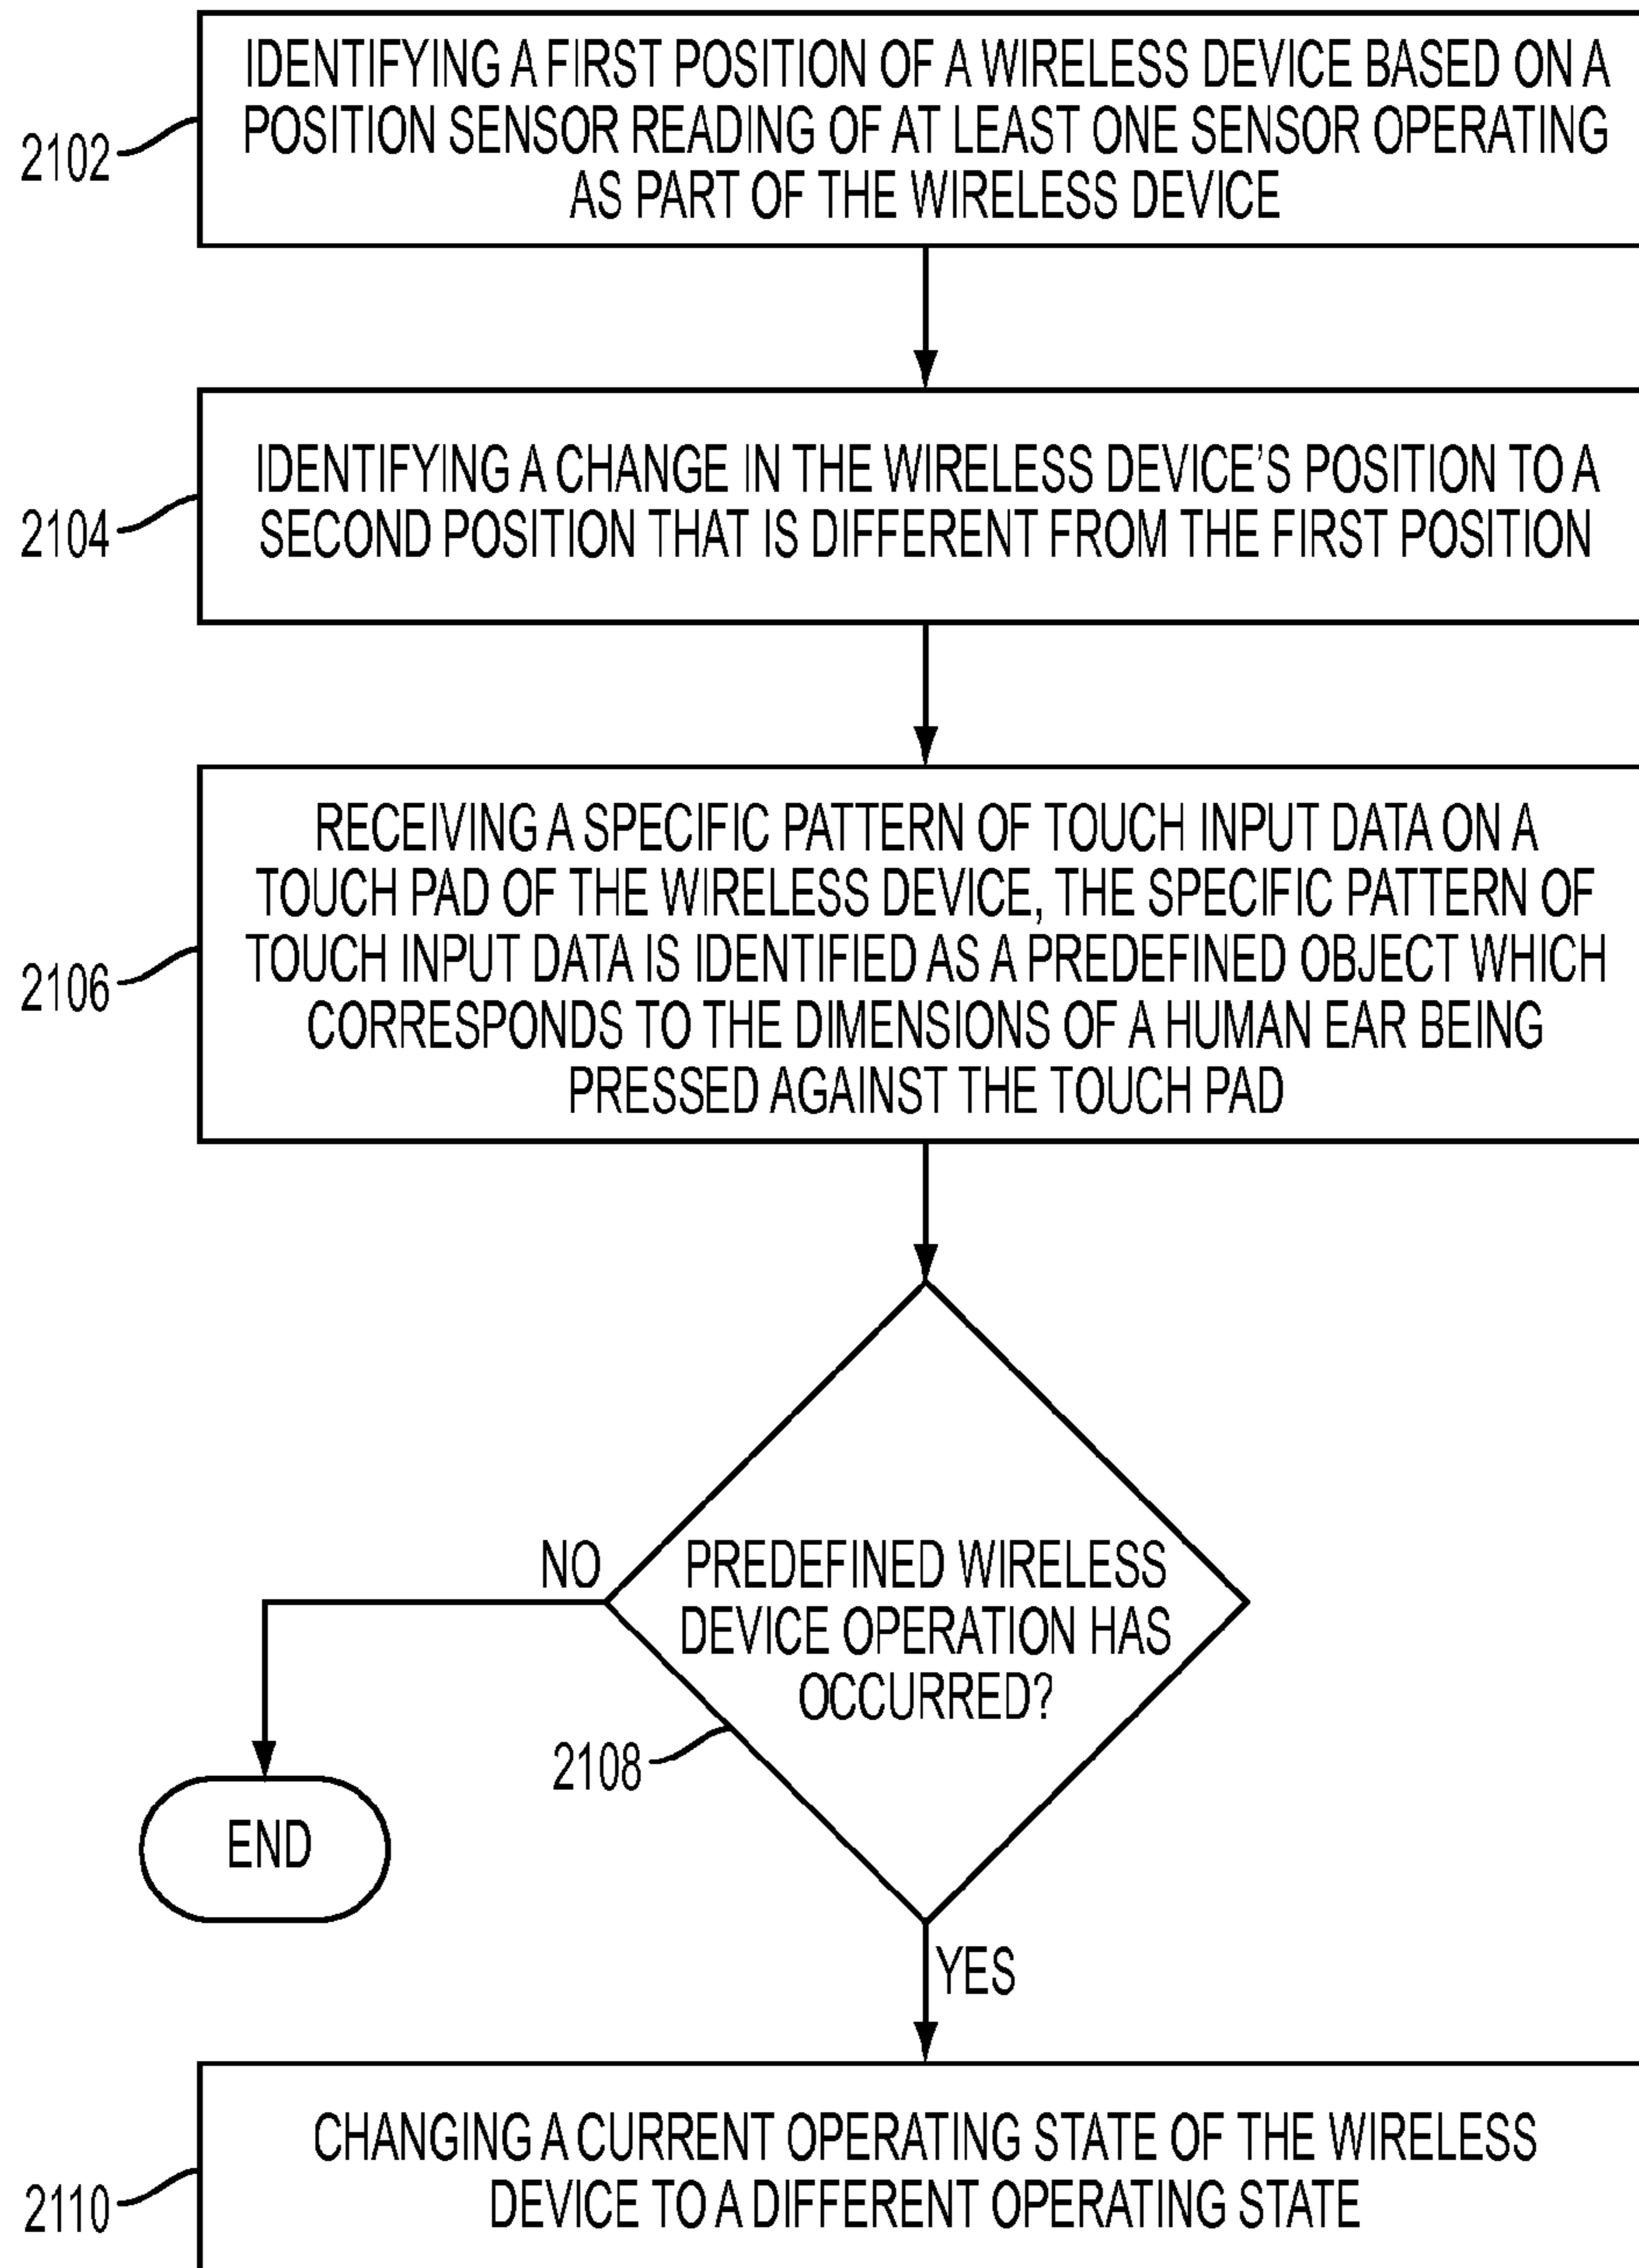 IDENTIFYING A FIRST POSITION OF A WIRELESS DEVICE BASED ON A
POSITION SENSOR READING OF AT LEAST ONE SENSOR OPERATING
AS PART OF THE WIRELESS DEVICE
2102
IDENTIFYING A CHANGE IN THE WIRELESS DEVICE'S POSITION TO A
SECOND POSITION THAT IS DIFFERENT FROM THE FIRST POSITION
2104
RECEIVING A SPECIFIC PATTERN OF TOUCH INPUT DATA ON A
TOUCH PAD OF THE WIRELESS DEVICE, THE SPECIFIC PATTERN OF
TOUCH INPUT DATA IS IDENTIFIED AS A PREDEFINED OBJECT WHICH
CORRESPONDS TO THE DIMENSIONS OF A HUMAN EAR BEING
PRESSED AGAINST THE TOUCH PAD
2106
NO
PREDEFINED WIRELESS
DEVICE OPERATION HAS
OCCURRED?
2108
END
YES
CHANGING A CURRENT OPERATING STATE OF THE WIRELESS
DEVICE TO A DIFFERENT OPERATING STATE
2110